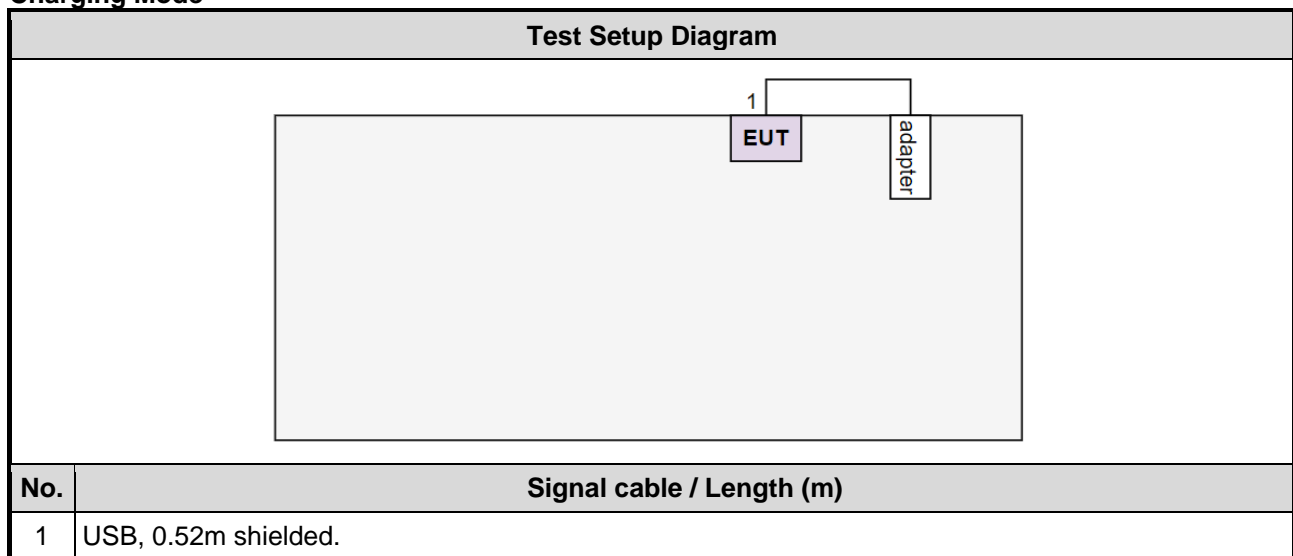 Charging Mode
Test Setup Diagram
1
EUT
adapter
No. Signal cable / Length (m)
1 USB, 0.52m shielded.